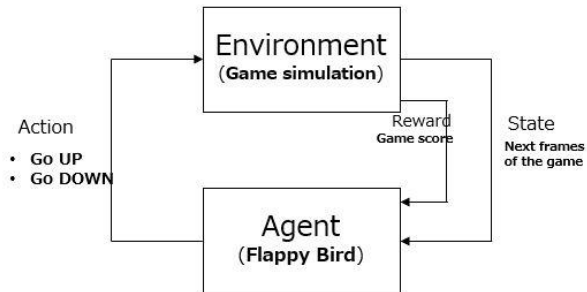 Environment
(Game simulation)
Action
• Go UP
• Go DOWN
Reward
Game score
State
Next frames
of the game
Agent
(Flappy Bird)